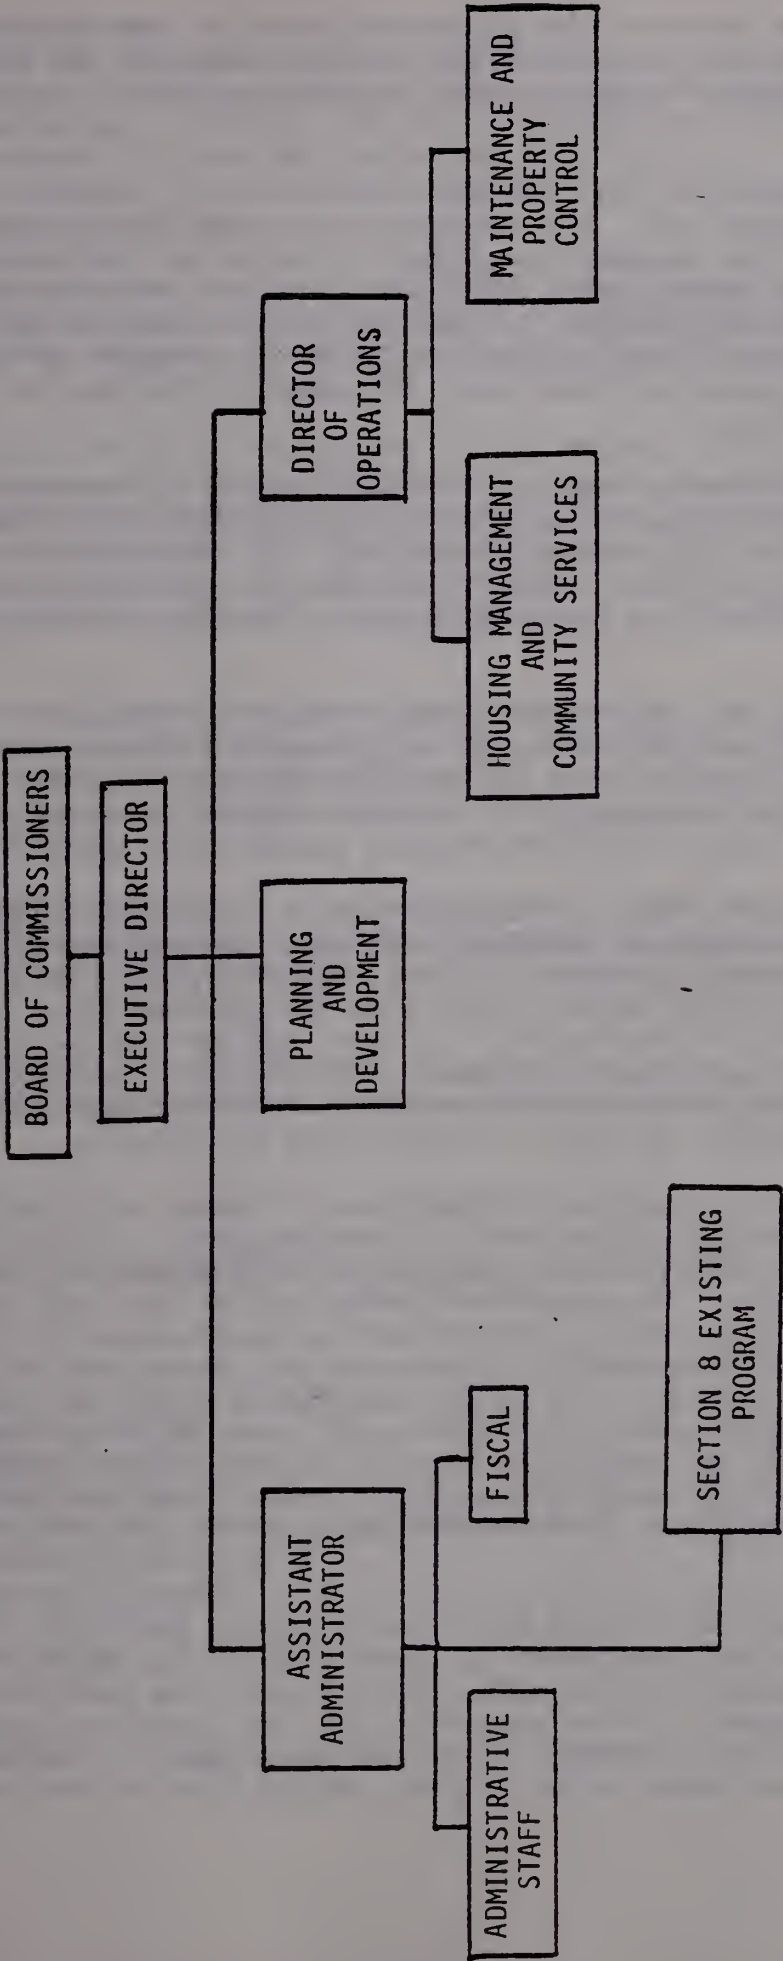 BOARD OF COMMISSIONERS
EXECUTIVE DIRECTOR
ASSISTANT
ADMINISTRATOR
PLANNING
AND
DEVELOPMENT
DIRECTOR
OF
OPERATIONS
ADMINISTRATIVE
STAFF
FISCAL
HOUSING MANAGEMENT
AND
COMMUNITY SERVICES
MAINTENANCE AND
PROPERTY
CONTROL
SECTION 8 EXISTING
PROGRAM